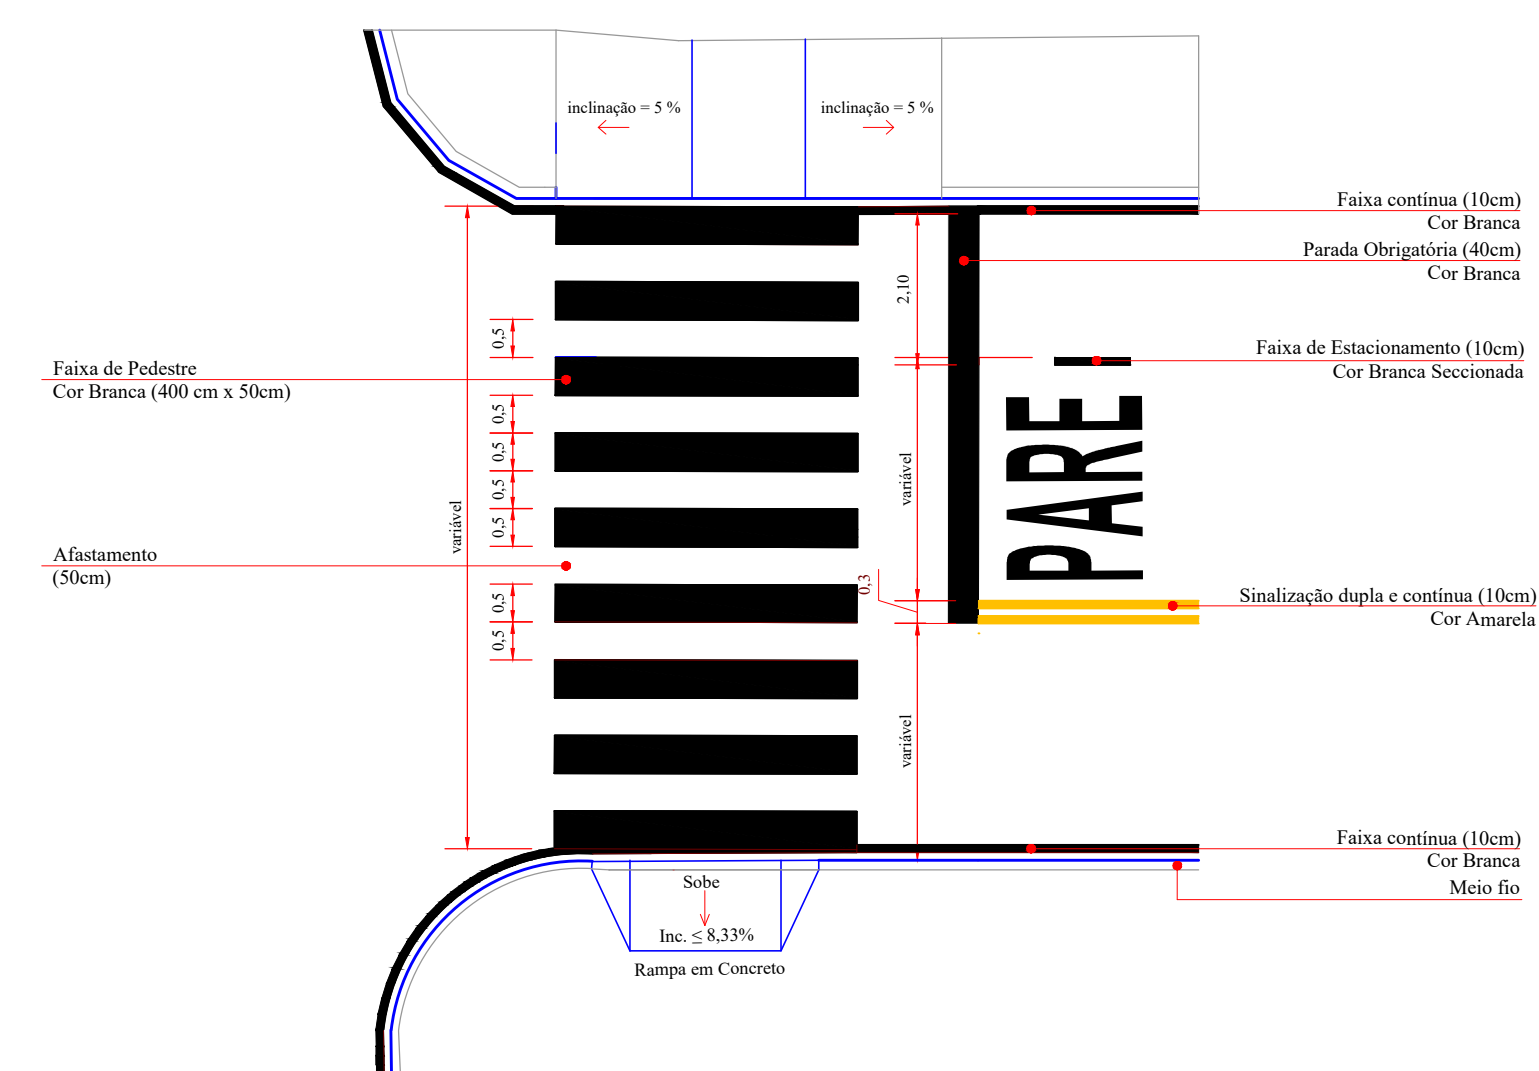 inclinação = 5 %
inclinação = 5 %
Faixa contínua (10cm)
Cor Branca
Parada Obrigatória (40cm)
Cor Branca
2,10
0,5
Faixa de Estacionamento (10cm)
Cor Branca Seccionada
Faixa de Pedestre
Cor Branca (400 cm x 50cm)
0,5
0,5
0,5
0,5
variável
variável
PARE
Afastamento
(50cm)
0,3
0,5
0,5
Sinalização dupla e contínua (10cm)
Cor Amarela
variável
Faixa contínua (10cm)
Cor Branca
Meio fio
Sobe
Inc. ≤ 8,33%
Rampa em Concreto